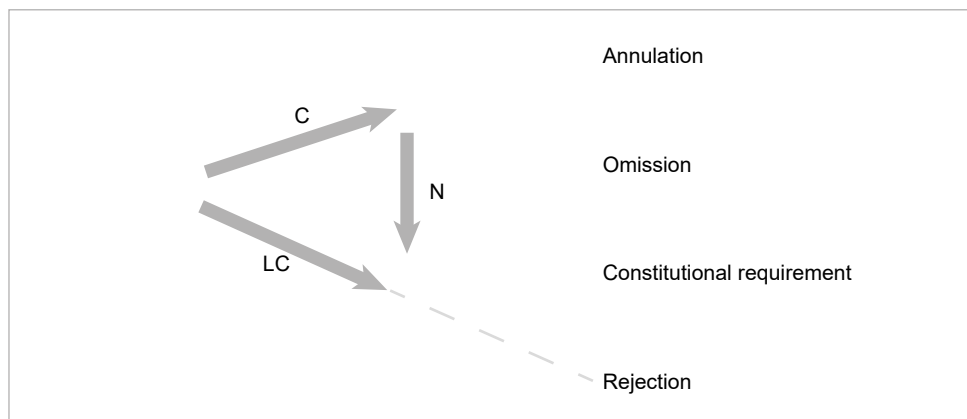 Annulation
C
Omission
N
LC
Constitutional requirement
Rejection